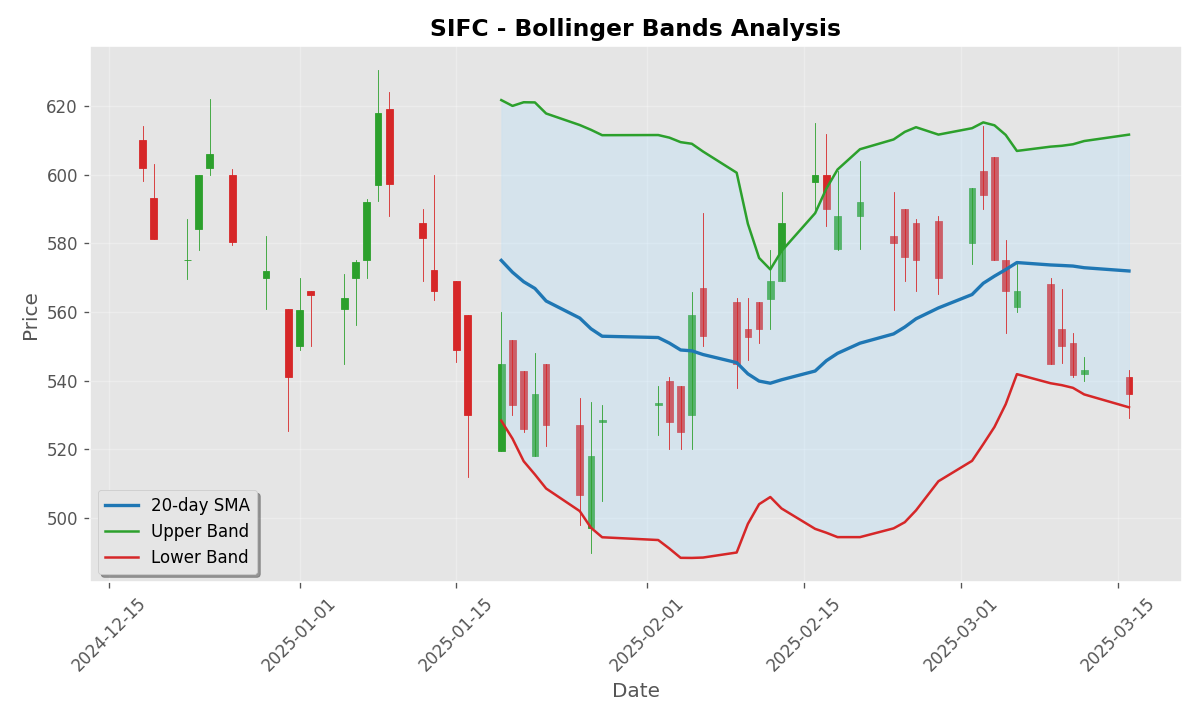 SIFC - Bollinger Bands Analysis
Price
620
600
580
560
540
520
500
20-day SMA
Upper Band
Lower Band
2024-12-15
2025-01-01
2025-01-15
2025-02-01
2025-02-15
2025-03-01
2025-03-15
Date